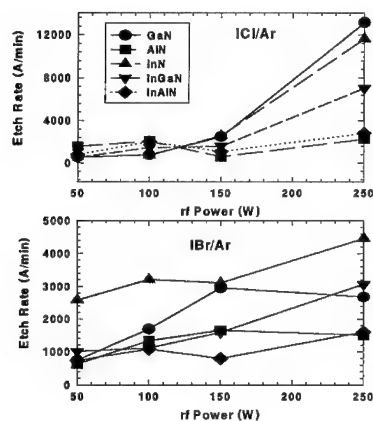 ICl/Ar
GaN
AlN
InN
InGaN
InAlN
Etch Rate (A/min)
12000
8000
4000
0
50 100 150 200 250
rf Power (W)
IBr/Ar
Etch Rate (A/min)
5000
4000
3000
2000
1000
0
50 100 150 200 250
rf Power (W)